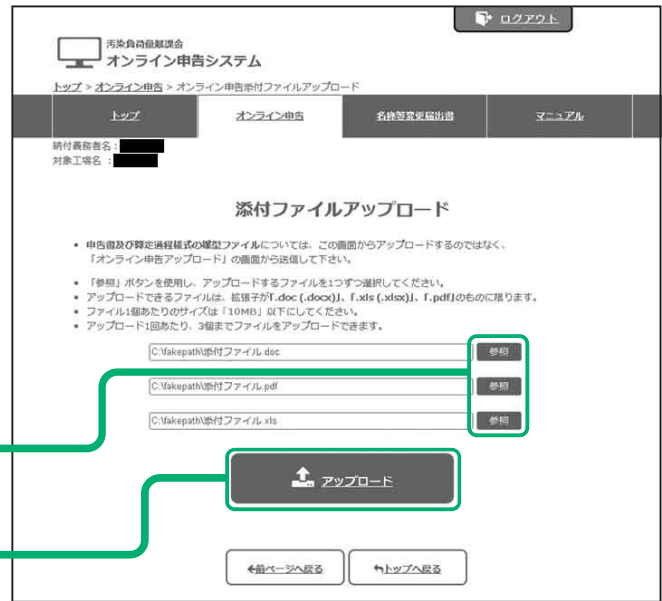 ログアウト
汚染負荷量賦課金
オンライン申告システム
トップ > オンライン申告 > オンライン申告添付ファイルアップロード
トップ
オンライン申告
名称等変更届出書
マニュアル
納付義務者名：
対象工場名 ：
添付ファイルアップロード
• 申告書及び算定過程様式の雛型ファイルについては、この画面からアップロードするのではなく、
「オンライン申告アップロード」の画面から送信して下さい。
• 「参照」ボタンを使用し、アップロードするファイルを1つずつ選択してください。
• アップロードできるファイルは、拡張子が「.doc (.docx)」、「.xls (.xlsx)」、「.pdf」のものに限ります。
• ファイル1個あたりのサイズは「10MB」以下にしてください。
• アップロード1回あたり、3個までファイルをアップロードできます。
C:\fakepath\添付ファイル.doc 参照
C:\fakepath\添付ファイル.pdf 参照
C:\fakepath\添付ファイル.xls 参照
アップロード
前ページへ戻る
トップへ戻る